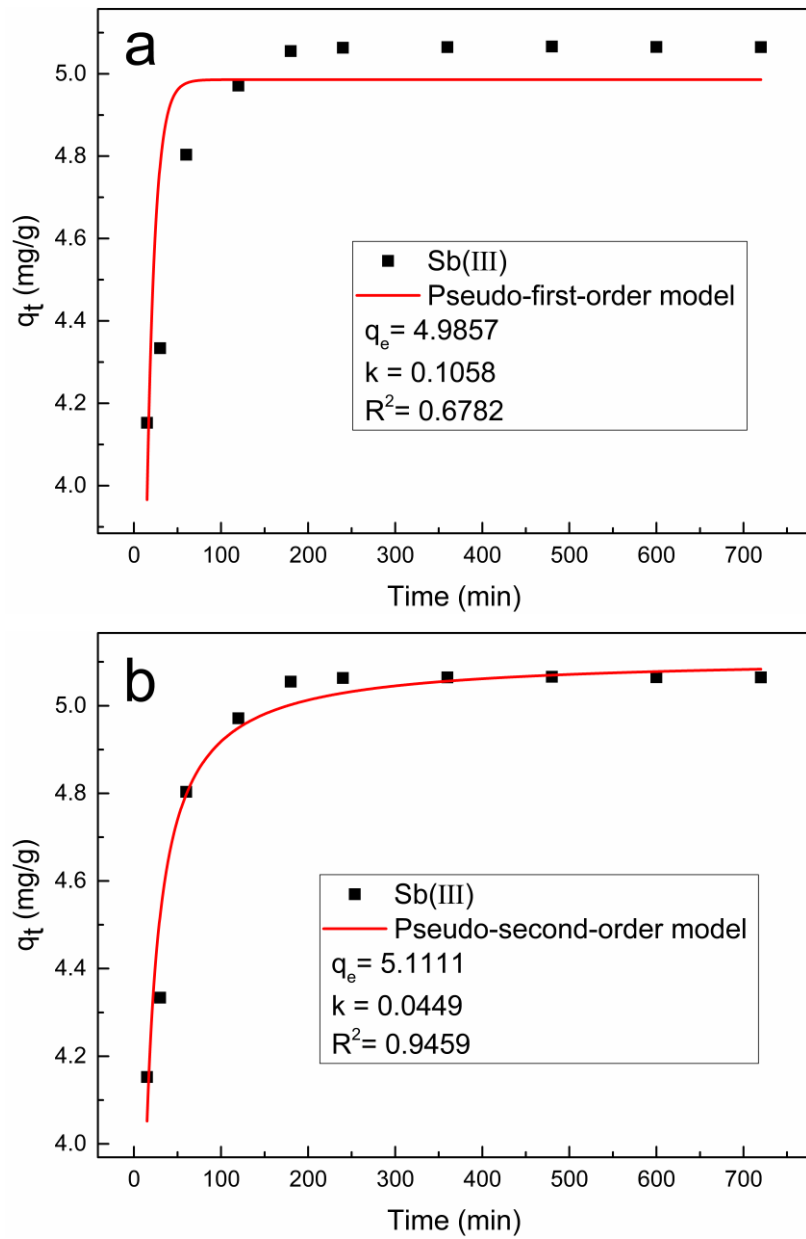 a
5.0
4.8
4.6
4.4
4.2
4.0
q_t (mg/g)
Sb(III)
Pseudo-first-order model
q_e= 4.9857
k = 0.1058
R²= 0.6782
0 100 200 300 400 500 600 700
Time (min)
b
5.0
4.8
4.6
4.4
4.2
4.0
q_t (mg/g)
Sb(III)
Pseudo-second-order model
q_e= 5.1111
k = 0.0449
R²= 0.9459
0 100 200 300 400 500 600 700
Time (min)